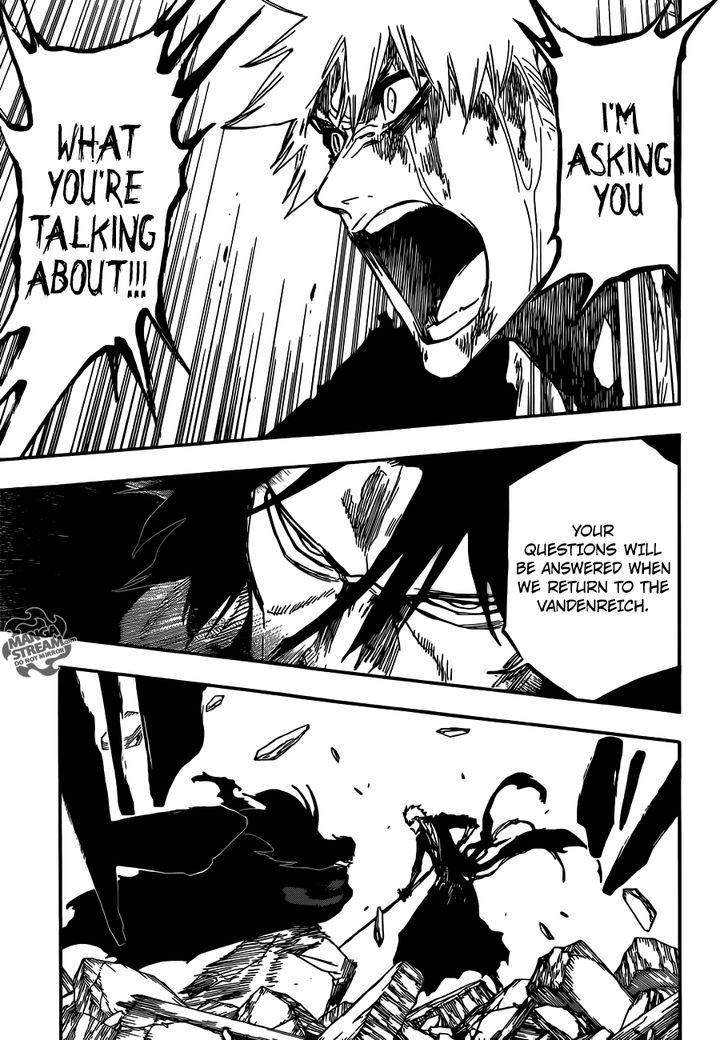 I'M
ASKING
YOU
WHAT
YOU'RE
TALKING
ABOUT!!!
YOUR
QUESTIONS WILL
BE ANSWERED WHEN
WE RETURN TO THE
VANDENREICH.
MANGA
STREAM.com
DO NOT MIRROR!